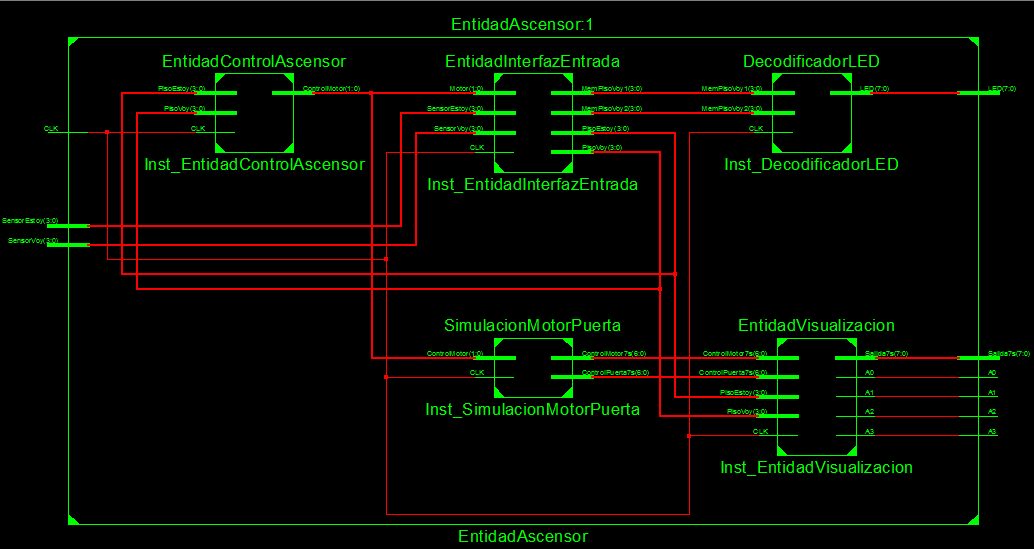 EntidadAscensor:1
EntidadControlAscensor
PisoEstoy(3:0)
PisoVoy(3:0)
CLK
ControlMotor(1:0)
Inst_EntidadControlAscensor
EntidadInterfazEntrada
Motor(1:0)
SensorEstoy(3:0)
SensorVoy(3:0)
CLK
MemPisoVoy1(3:0)
MemPisoVoy2(3:0)
PisoEstoy(3:0)
PisoVoy(3:0)
Inst_EntidadInterfazEntrada
DecodificadorLED
MemPisoVoy1(3:0)
MemPisoVoy2(3:0)
CLK
LED(7:0)
Inst_DecodificadorLED
LED(7:0)
CLK
SensorEstoy(3:0)
SensorVoy(3:0)
SimulacionMotorPuerta
ControlMotor(1:0)
CLK
ControlMotor7s(6:0)
ControlPuerta7s(6:0)
Inst_SimulacionMotorPuerta
EntidadVisualizacion
ControlMotor7s(6:0)
ControlPuerta7s(6:0)
PisoEstoy(3:0)
PisoVoy(3:0)
CLK
Salida7s(7:0)
A0
A1
A2
A3
Inst_EntidadVisualizacion
Salida7s(7:0)
A0
A1
A2
A3
EntidadAscensor